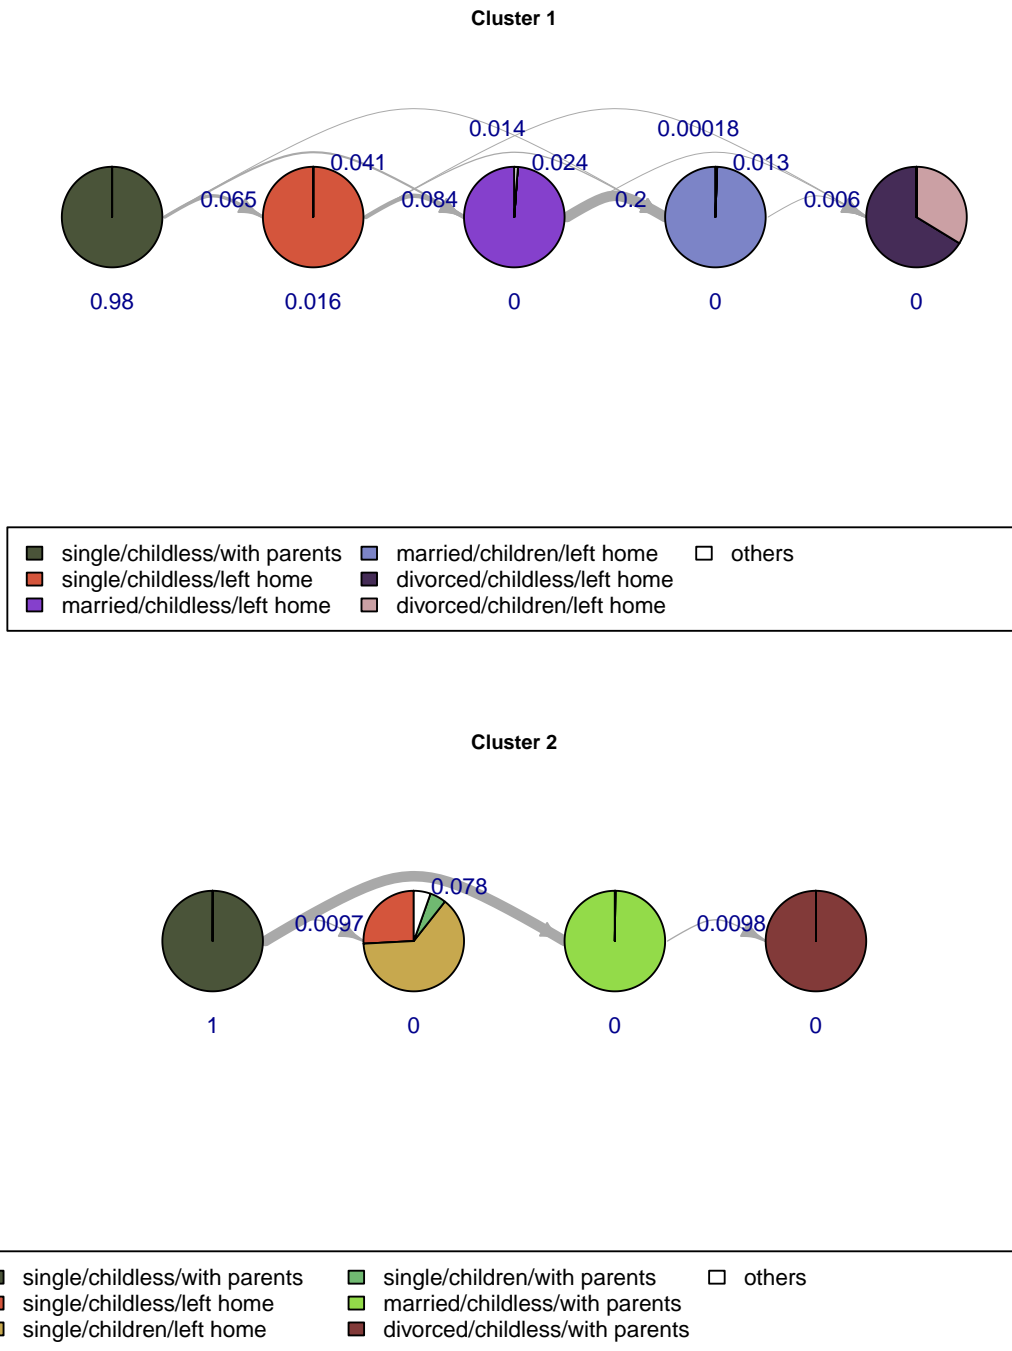 Cluster 1
0.014 0.00018
0.041 0.024 0.013
0.065 0.084 0.2 0.006
0.98 0.016 0 0 0
single/childless/with parents married/children/left home others
single/childless/left home divorced/childless/left home
married/childless/left home divorced/children/left home
Cluster 2
0.078
0.0097 0.0098
1 0 0 0
single/childless/with parents single/children/with parents others
single/childless/left home married/childless/with parents
single/children/left home divorced/childless/with parents